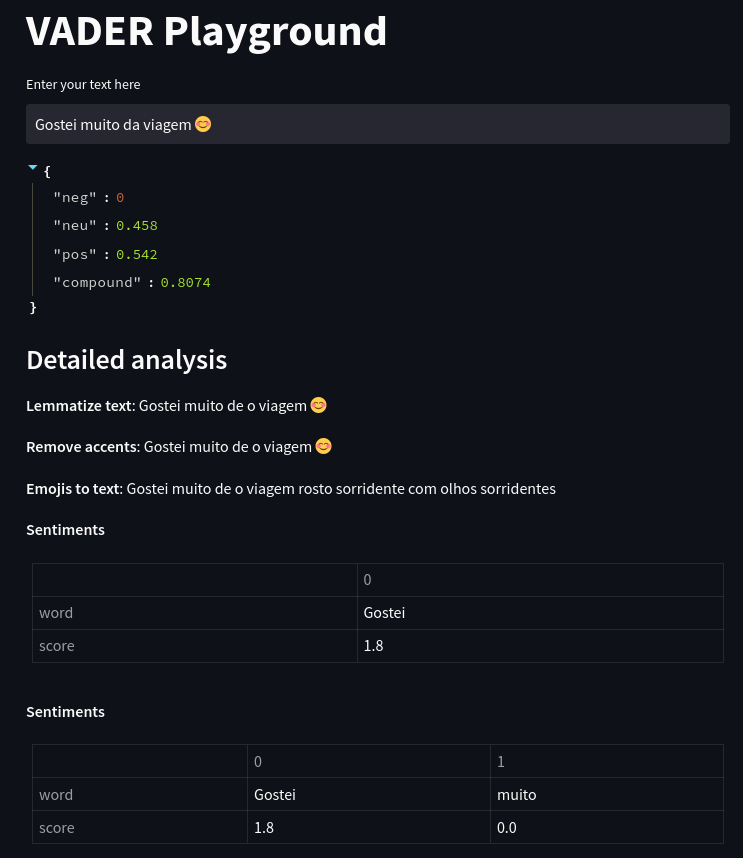 VADER Playground
Enter your text here
Gostei muito da viagem 😊
{
"neg" : 0
"neu" : 0.458
"pos" : 0.542
"compound" : 0.8074
}
Detailed analysis
Lemmatize text: Gostei muito de o viagem 😊
Remove accents: Gostei muito de o viagem 😊
Emojis to text: Gostei muito de o viagem rosto sorridente com olhos sorridentes
Sentiments
0
word Gostei
score 1.8
Sentiments
0 1
word Gostei muito
score 1.8 0.0